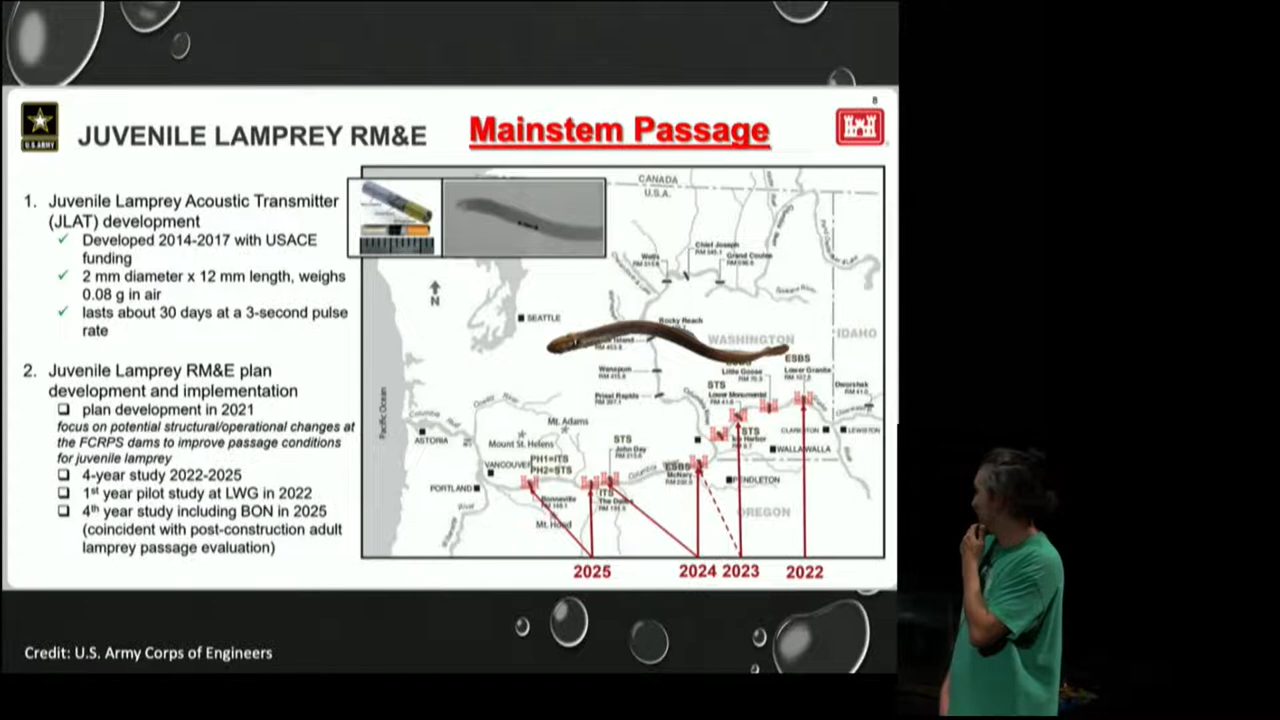 8
U.S.ARMY
JUVENILE LAMPREY RM&E
Mainstem Passage
1. Juvenile Lamprey Acoustic Transmitter
(JLAT) development
✓ Developed 2014-2017 with USACE
funding
✓ 2 mm diameter x 12 mm length, weighs
0.08 g in air
✓ lasts about 30 days at a 3-second pulse
rate
2. Juvenile Lamprey RM&E plan
development and implementation
❑ plan development in 2021
focus on potential structural/operational changes at
the FCRPS dams to improve passage conditions
for juvenile lamprey
❑ 4-year study 2022-2025
❑ 1st year pilot study at LWG in 2022
❑ 4th year study including BON in 2025
(coincident with post-construction adult
lamprey passage evaluation)
CANADA
U.S.A.
Chief Joseph
Grand Coulee
Wells
N
SEATTLE
Rocky Reach
WASHINGTON
IDAHO
Pacific Ocean
ESBS
Lower Granite
Little Goose
Wanapum
Priest Rapids
STS
Lower Monumental
Dworshak
Mt. Adams
ASTORIA
Mount St. Helens
STS
John Day
STS
Ice Harbor
LEWISTON
WALLA WALLA
VANCOUVER
PH1=ITS
PH2=STS
ESBS
McNary
PENDLETON
PORTLAND
ITS
The Dalles
Bonneville
Mt. Hood
OREGON
2025
2024
2023
2022
Credit: U.S. Army Corps of Engineers